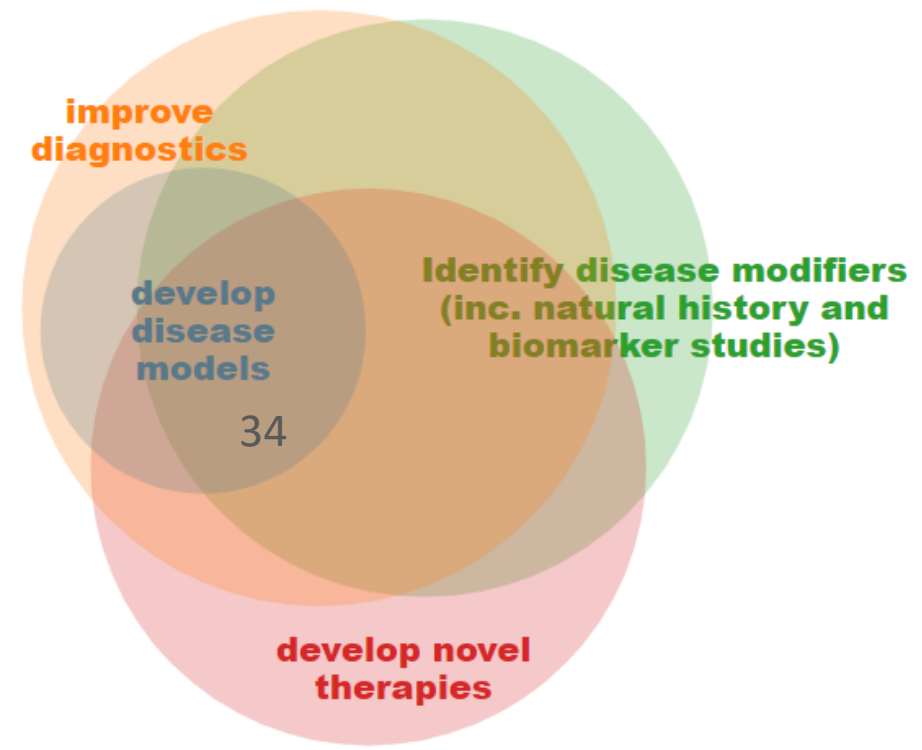 improve
diagnostics
develop
disease
models
34
Identify disease modifiers
(inc. natural history and
biomarker studies)
develop novel
therapies